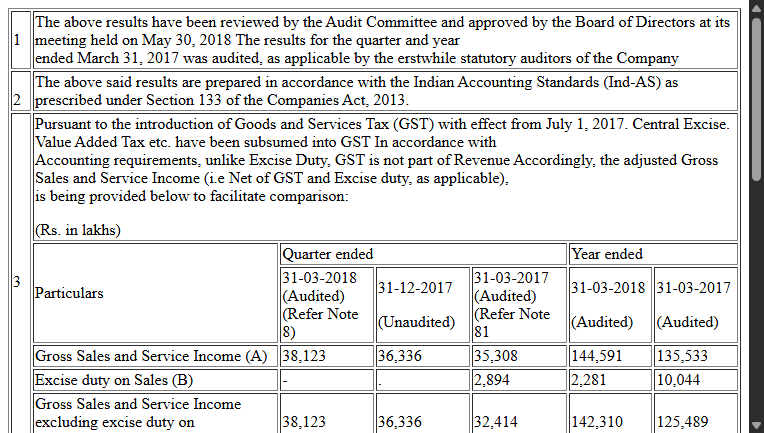 1
The above results have been reviewed by the Audit Committee and approved by the Board of Directors at its
meeting held on May 30, 2018 The results for the quarter and year
ended March 31, 2017 was audited, as applicable by the erstwhile statutory auditors of the Company
2
The above said results are prepared in accordance with the Indian Accounting Standards (Ind-AS) as
prescribed under Section 133 of the Companies Act, 2013.
3
Pursuant to the introduction of Goods and Services Tax (GST) with effect from July 1, 2017. Central Excise.
Value Added Tax etc. have been subsumed into GST In accordance with
Accounting requirements, unlike Excise Duty, GST is not part of Revenue Accordingly, the adjusted Gross
Sales and Service Income (i.e Net of GST and Excise duty, as applicable),
is being provided below to facilitate comparison:
(Rs. in lakhs)
Particulars
Quarter ended
Year ended
31-03-2018
(Audited)
(Refer Note
8)
31-12-2017
(Unaudited)
31-03-2017
(Audited)
(Refer Note
81
31-03-2018
(Audited)
31-03-2017
(Audited)
Gross Sales and Service Income (A) 38,123 36,336 35,308 144,591 135,533
Excise duty on Sales (B) - . 2,894 2,281 10,044
Gross Sales and Service Income
excluding excise duty on 38,123 36,336 32,414 142,310 125,489